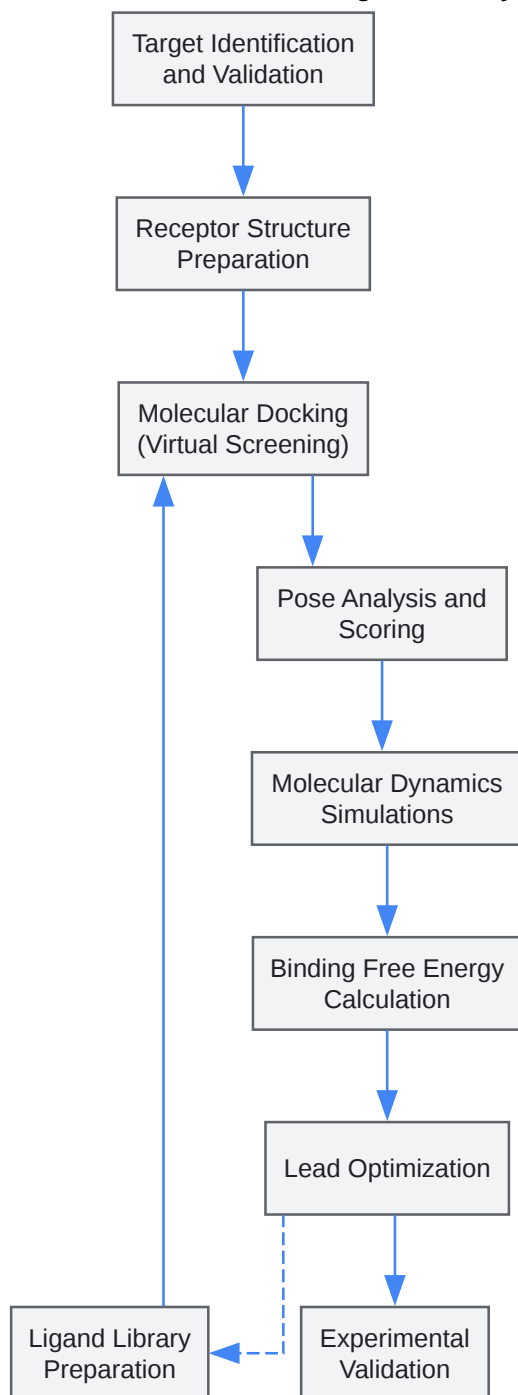 Target Identification
and Validation
Receptor Structure
Preparation
Molecular Docking
(Virtual Screening)
Pose Analysis and
Scoring
Molecular Dynamics
Simulations
Binding Free Energy
Calculation
Lead Optimization
Ligand Library
Preparation
Experimental
Validation